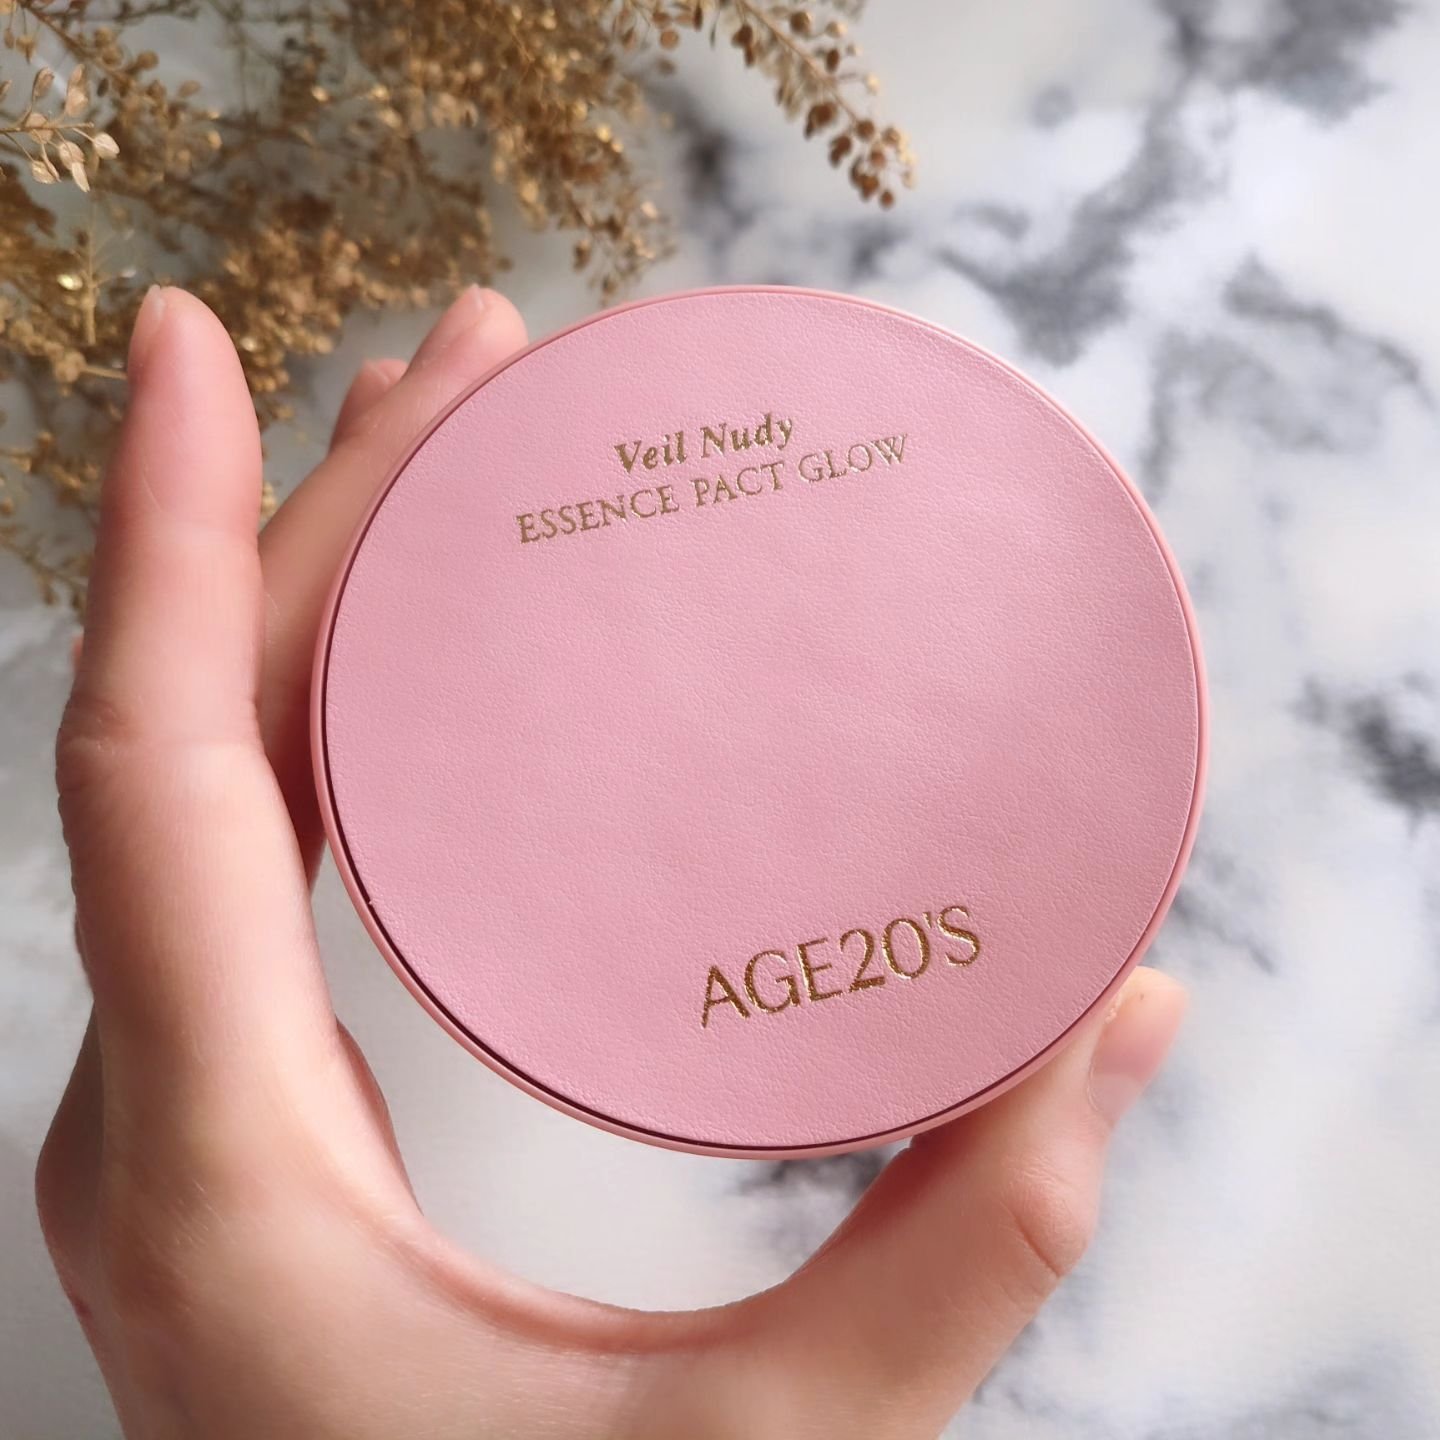 Veil Nudy
ESSENCE PACT GLOW
AGE20'S